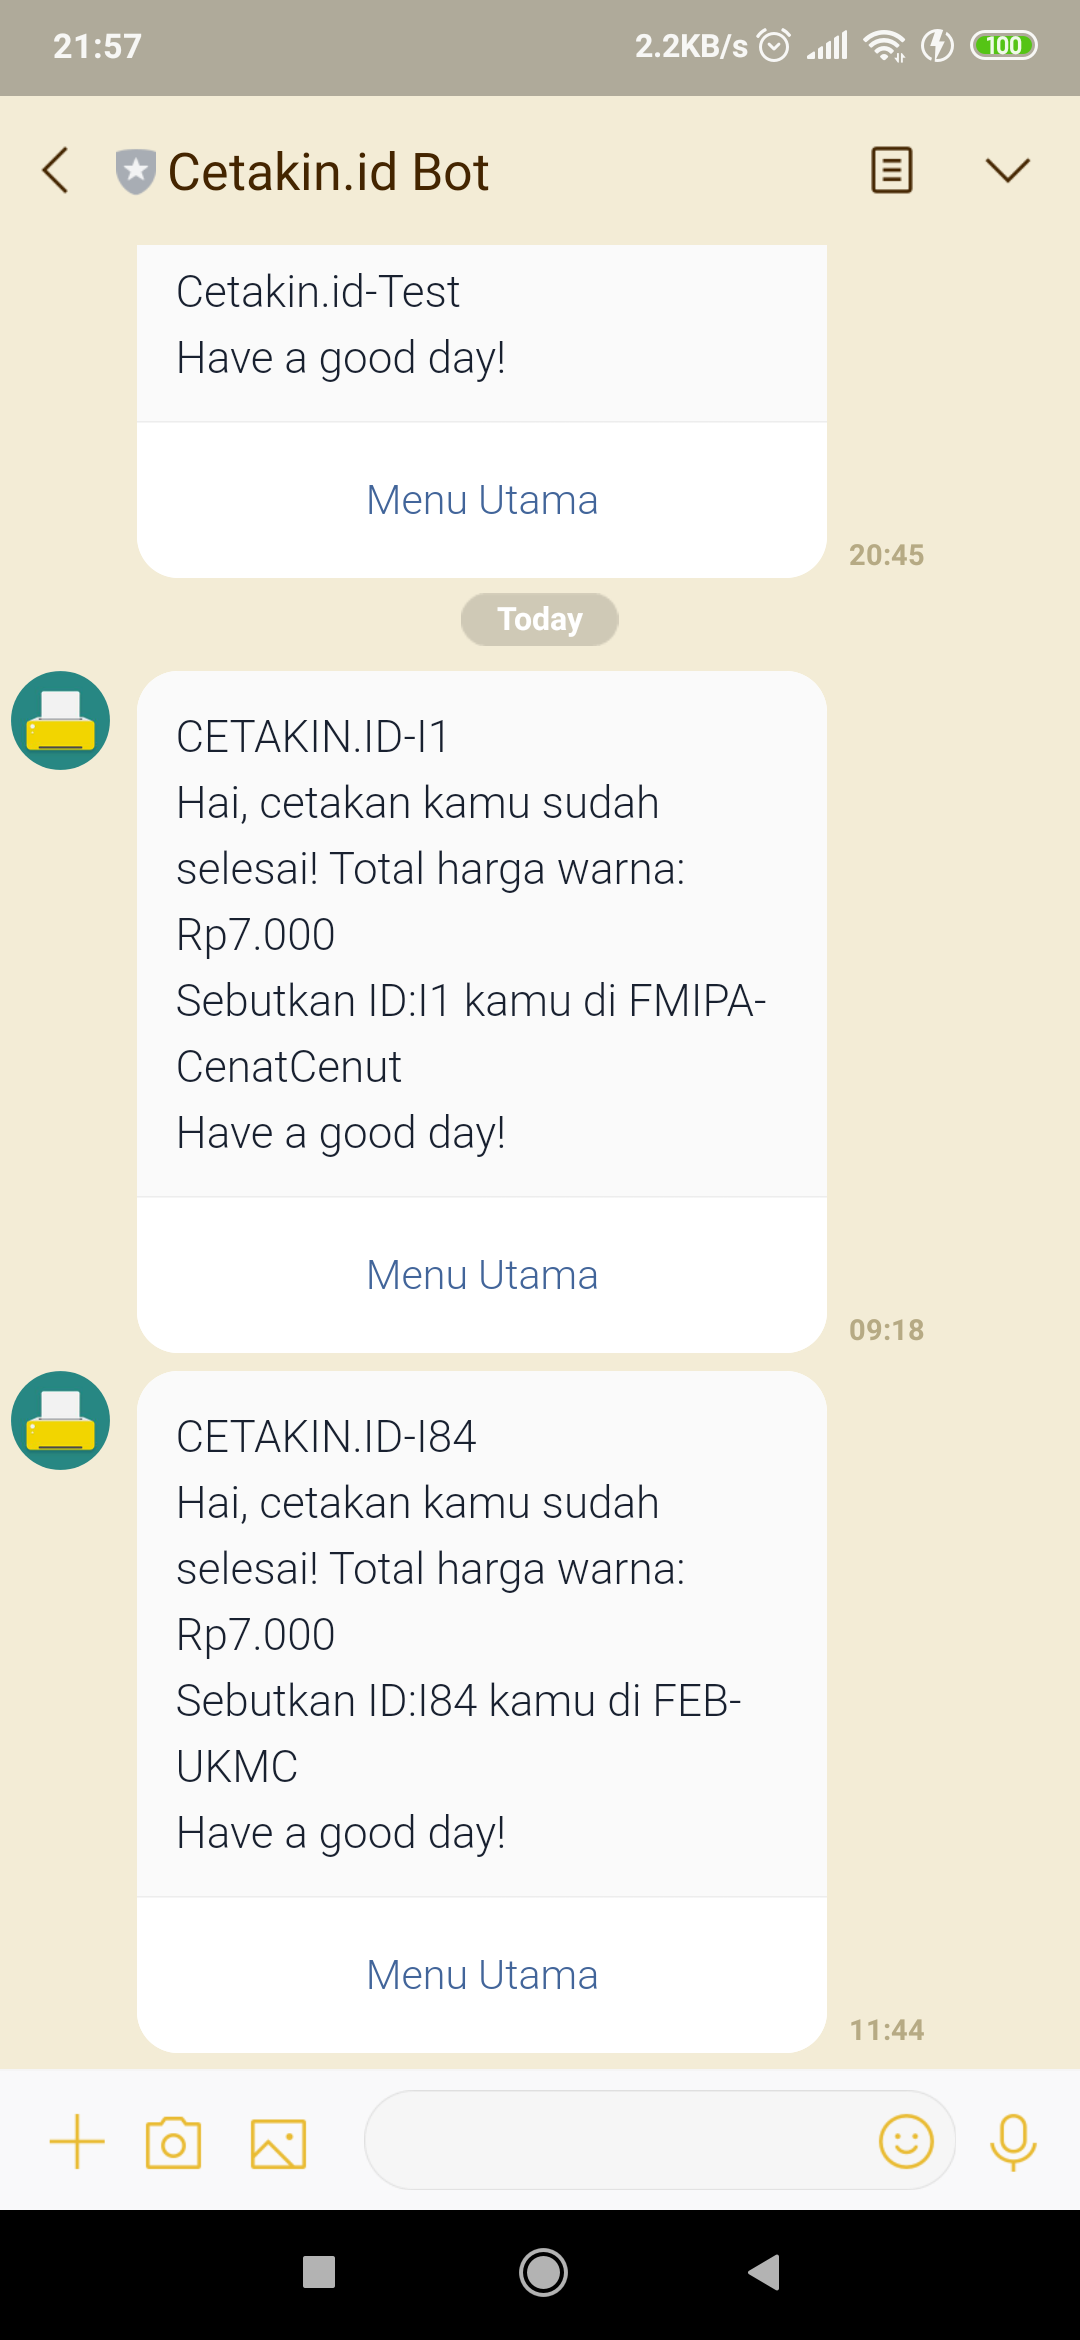 21:57
2.2KB/s
100
Cetakin.id Bot
Cetakin.id-Test
Have a good day!
Menu Utama
20:45
Today
CETAKIN.ID-I1
Hai, cetakan kamu sudah
selesai! Total harga warna:
Rp7.000
Sebutkan ID:I1 kamu di FMIPA-
CenatCenut
Have a good day!
Menu Utama
09:18
CETAKIN.ID-I84
Hai, cetakan kamu sudah
selesai! Total harga warna:
Rp7.000
Sebutkan ID:I84 kamu di FEB-
UKMC
Have a good day!
Menu Utama
11:44